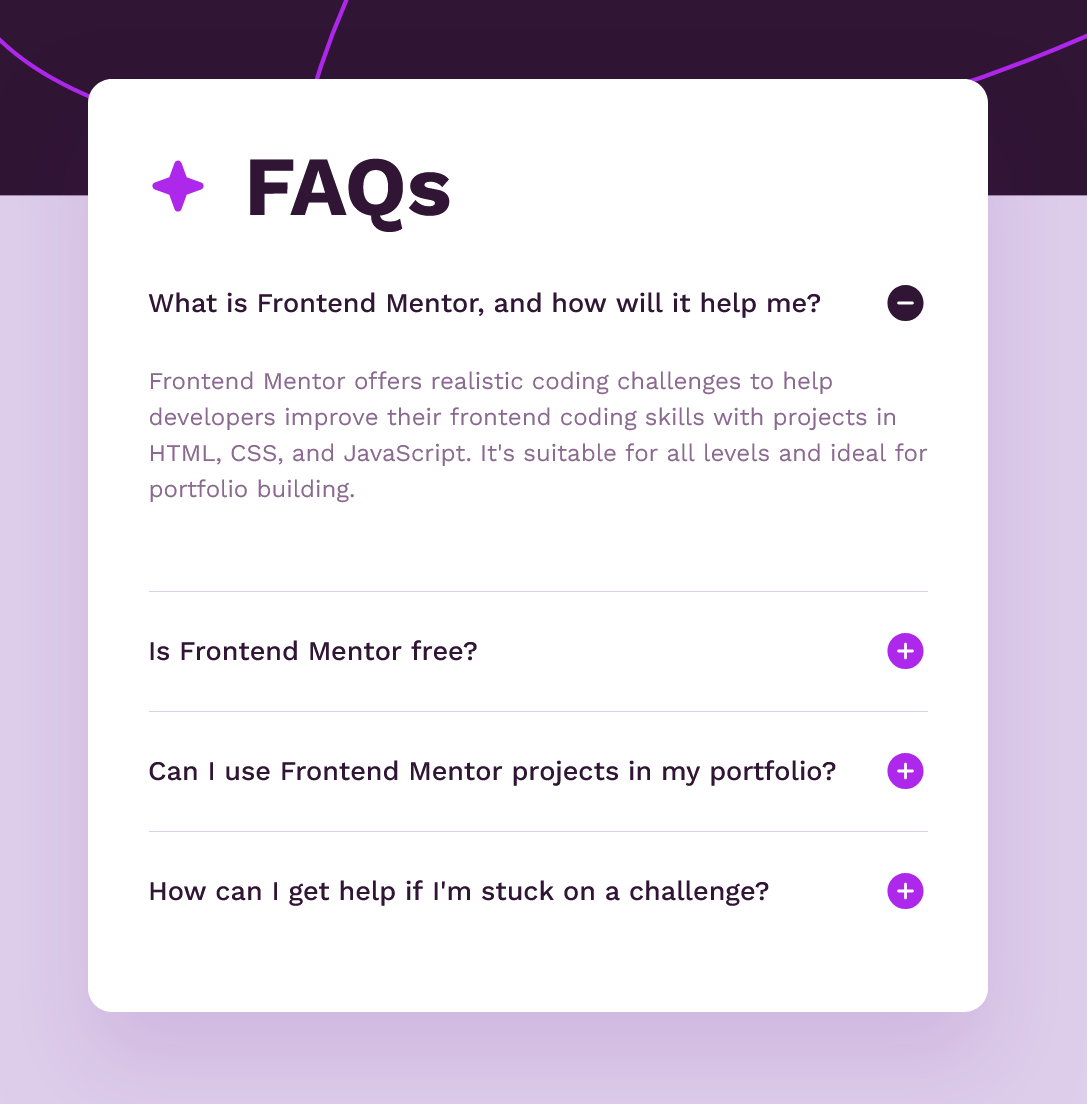 FAQs
What is Frontend Mentor, and how will it help me?
Frontend Mentor offers realistic coding challenges to help
developers improve their frontend coding skills with projects in
HTML, CSS, and JavaScript. It's suitable for all levels and ideal for
portfolio building.
Is Frontend Mentor free?
Can I use Frontend Mentor projects in my portfolio?
How can I get help if I'm stuck on a challenge?